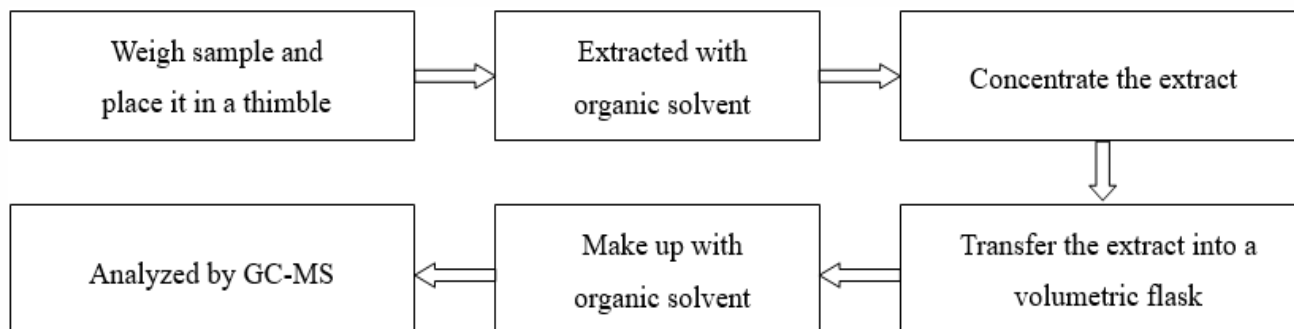 Weigh sample and
place it in a thimble
Extracted with
organic solvent
Concentrate the extract
Transfer the extract into a
volumetric flask
Make up with
organic solvent
Analyzed by GC-MS